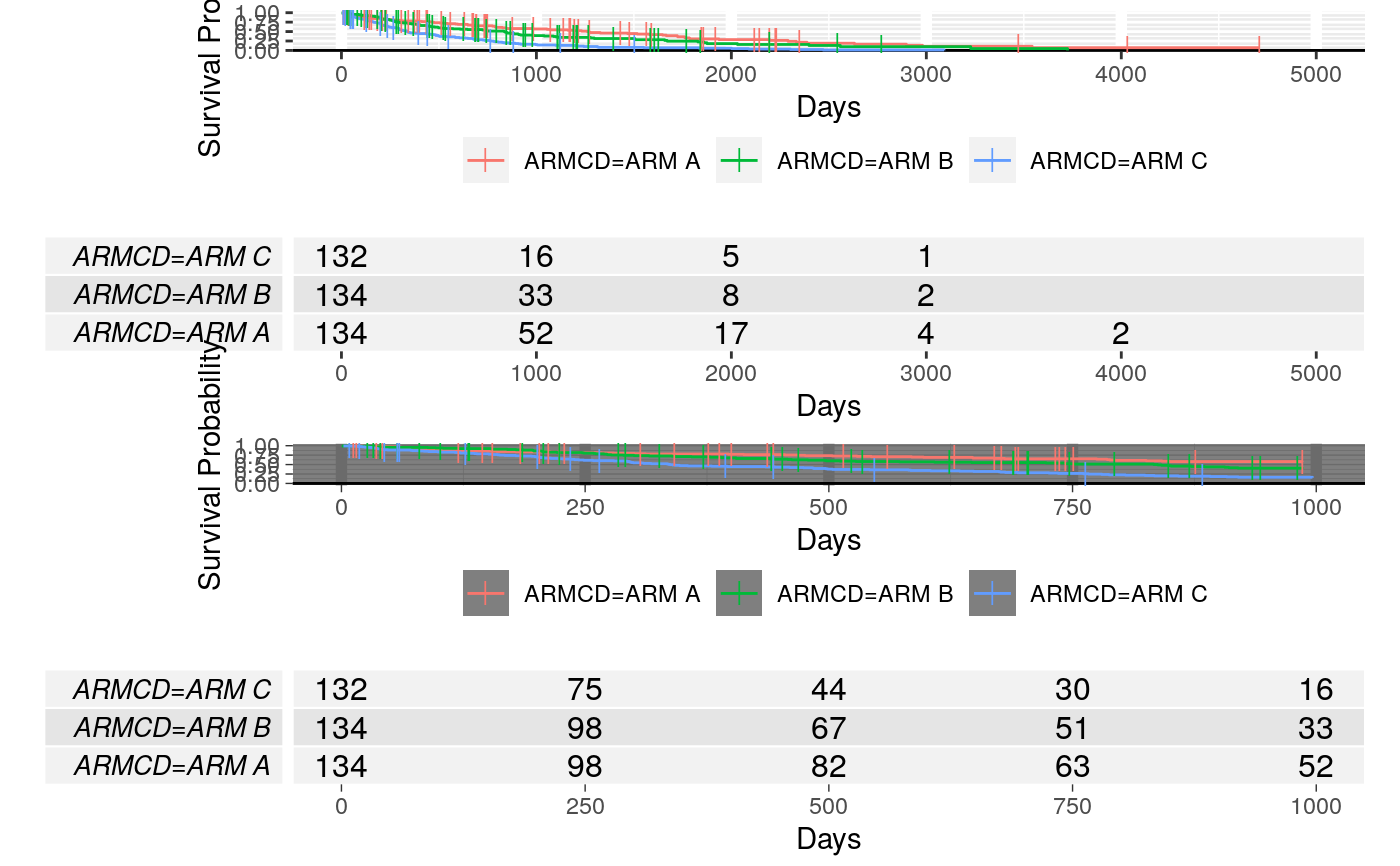 Survival Pro
1.00
0.75
0.50
0.25
0.00
0 1000 2000 3000 4000 5000
Days
ARMCD=ARM A ARMCD=ARM B ARMCD=ARM C
ARMCD=ARM C 132 16 5 1
ARMCD=ARM B 134 33 8 2
ARMCD=ARM A 134 52 17 4 2
0 1000 2000 3000 4000 5000
Days
Survival Probability
1.00
0.75
0.50
0.25
0.00
0 250 500 750 1000
Days
ARMCD=ARM A ARMCD=ARM B ARMCD=ARM C
ARMCD=ARM C 132 75 44 30 16
ARMCD=ARM B 134 98 67 51 33
ARMCD=ARM A 134 98 82 63 52
0 250 500 750 1000
Days